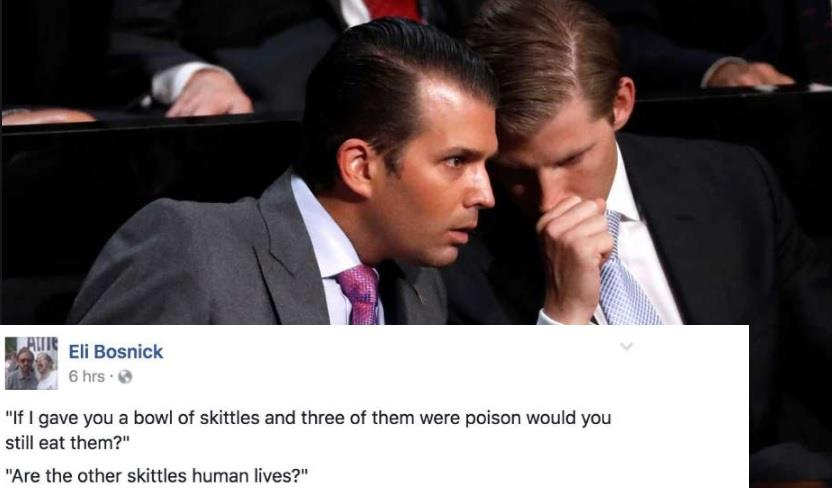 Eli Bosnick
6 hrs ·
"If I gave you a bowl of skittles and three of them were poison would you
still eat them?"
"Are the other skittles human lives?"